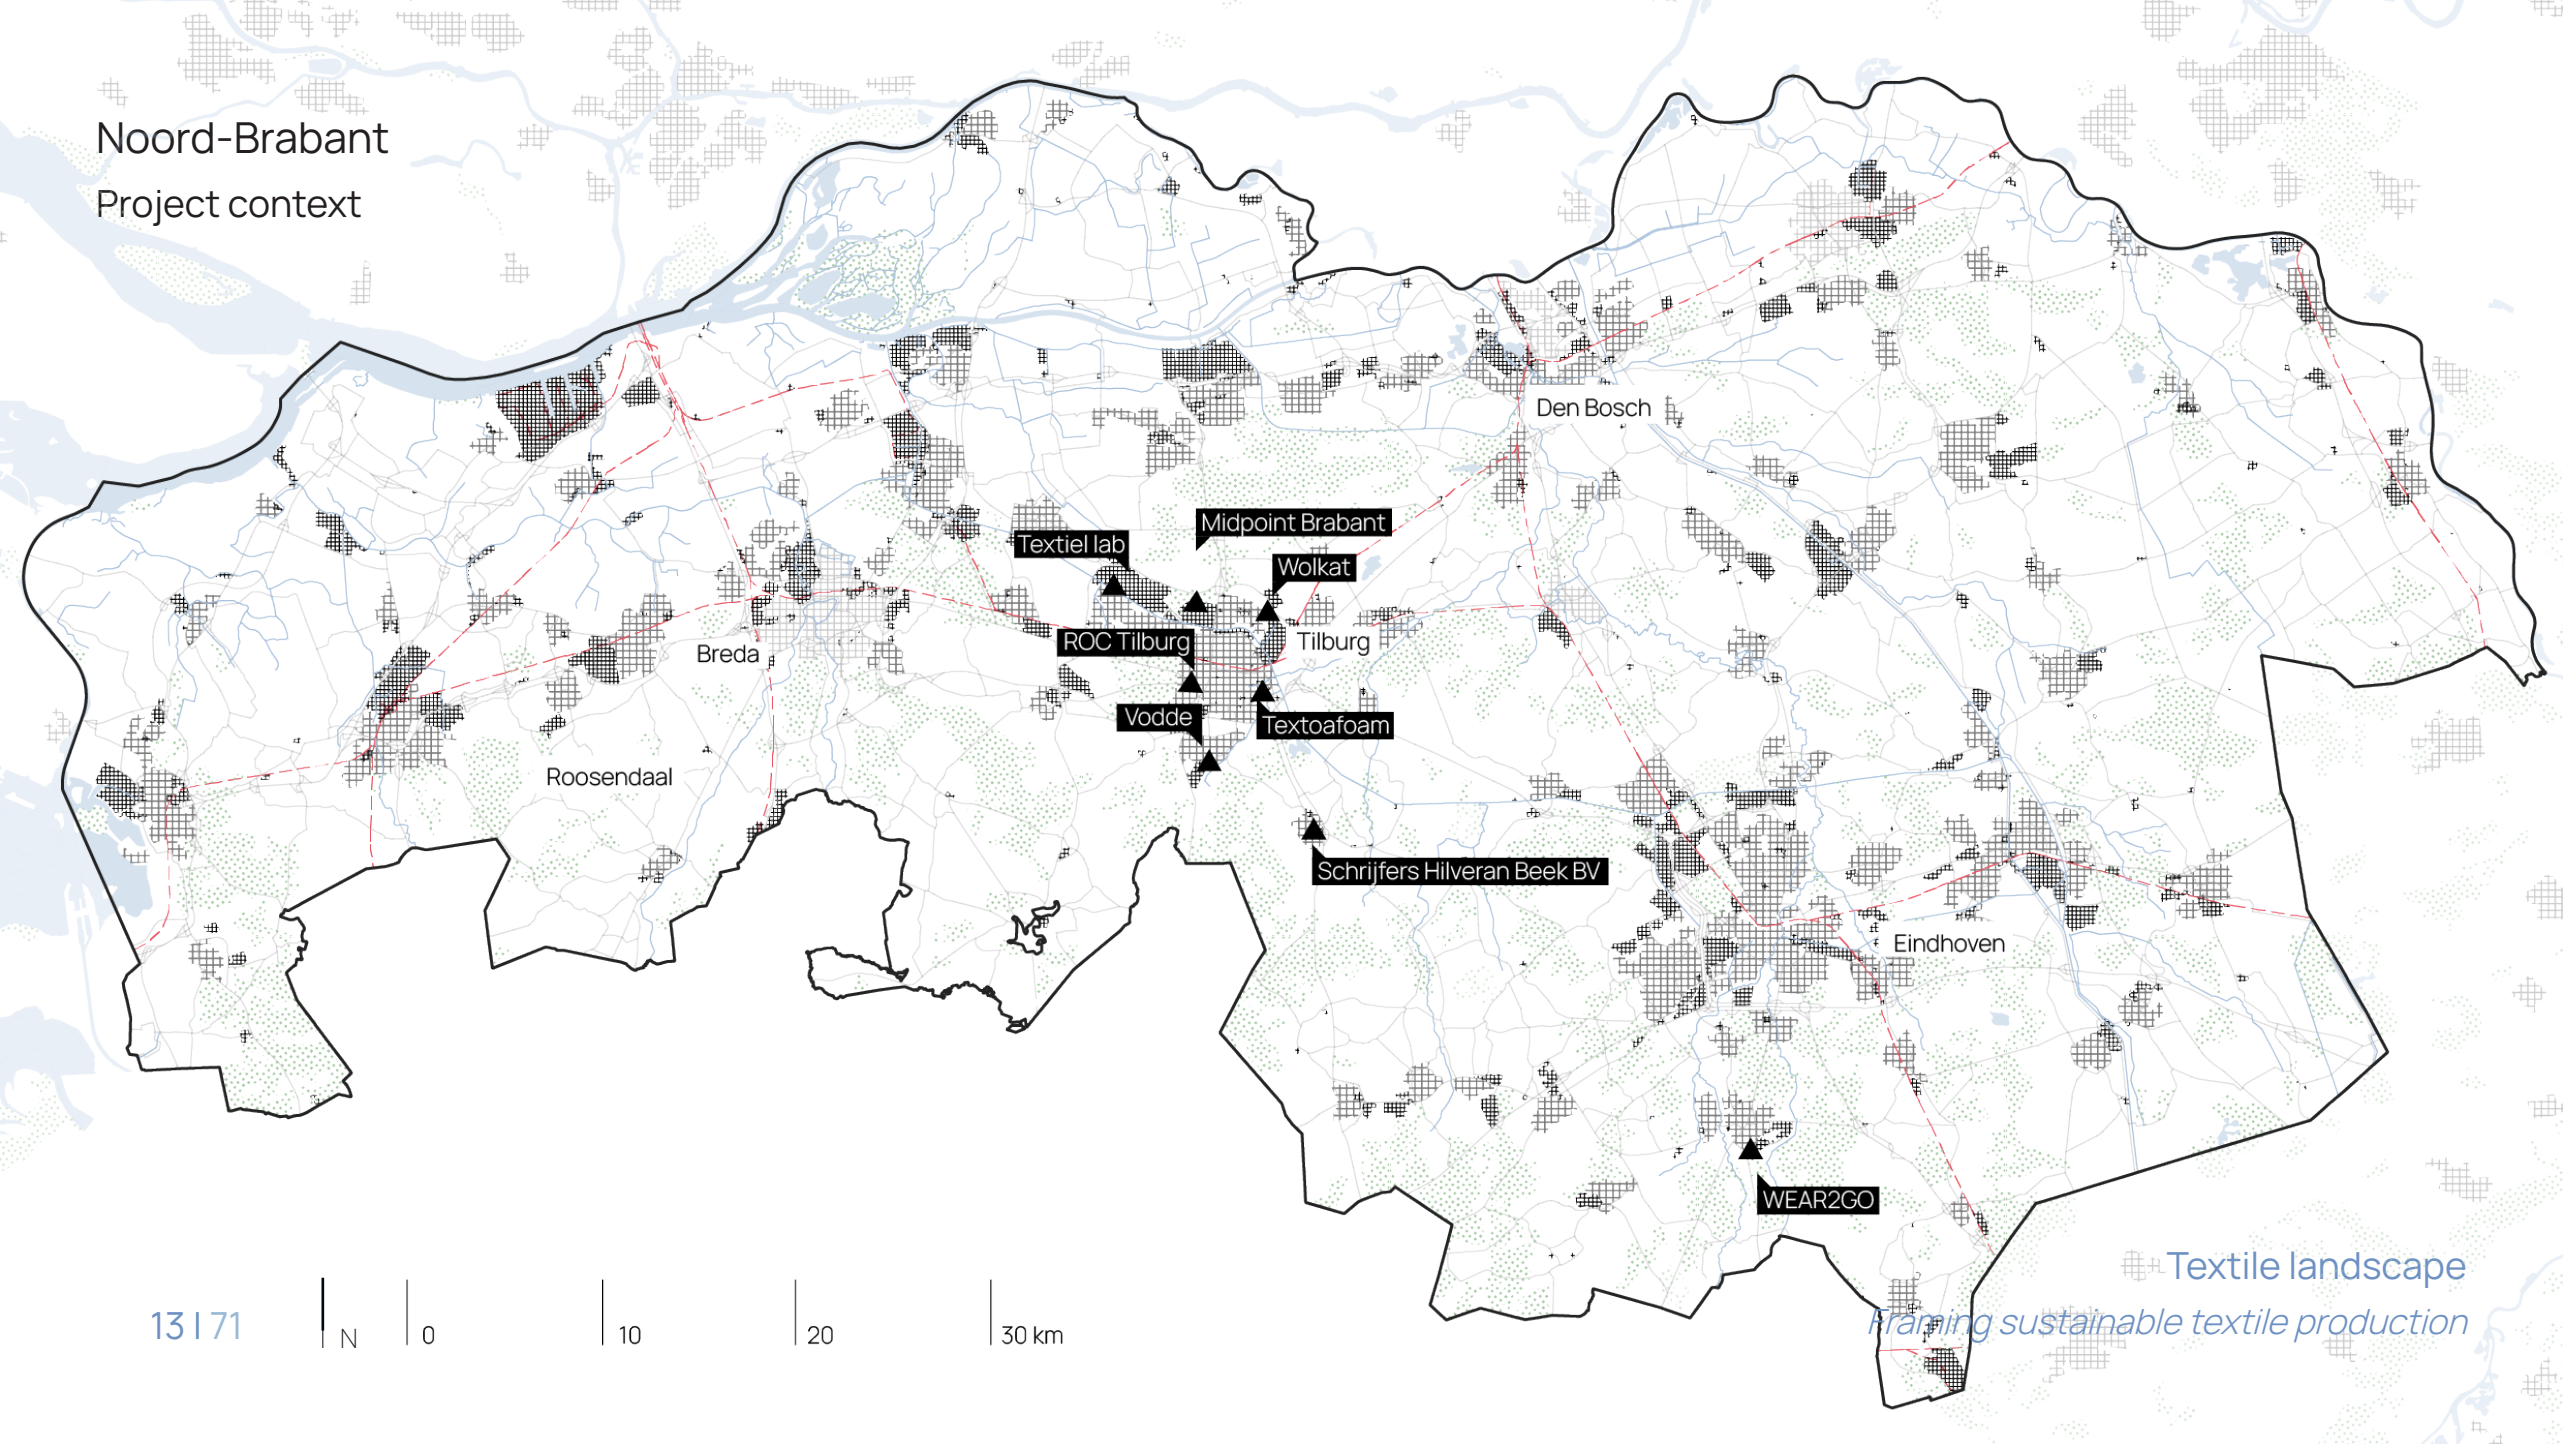 Noord-Brabant
Project context
Den Bosch
Midpoint Brabant
Textiel lab
Wolkat
ROC Tilburg
Tilburg
Breda
Vodde
Textoafoam
Roosendaal
Schrijfers Hilveran Beek BV
Eindhoven
WEAR2GO
Textile landscape
Framing sustainable textile production
13 | 71
N
0
10
20
30 km